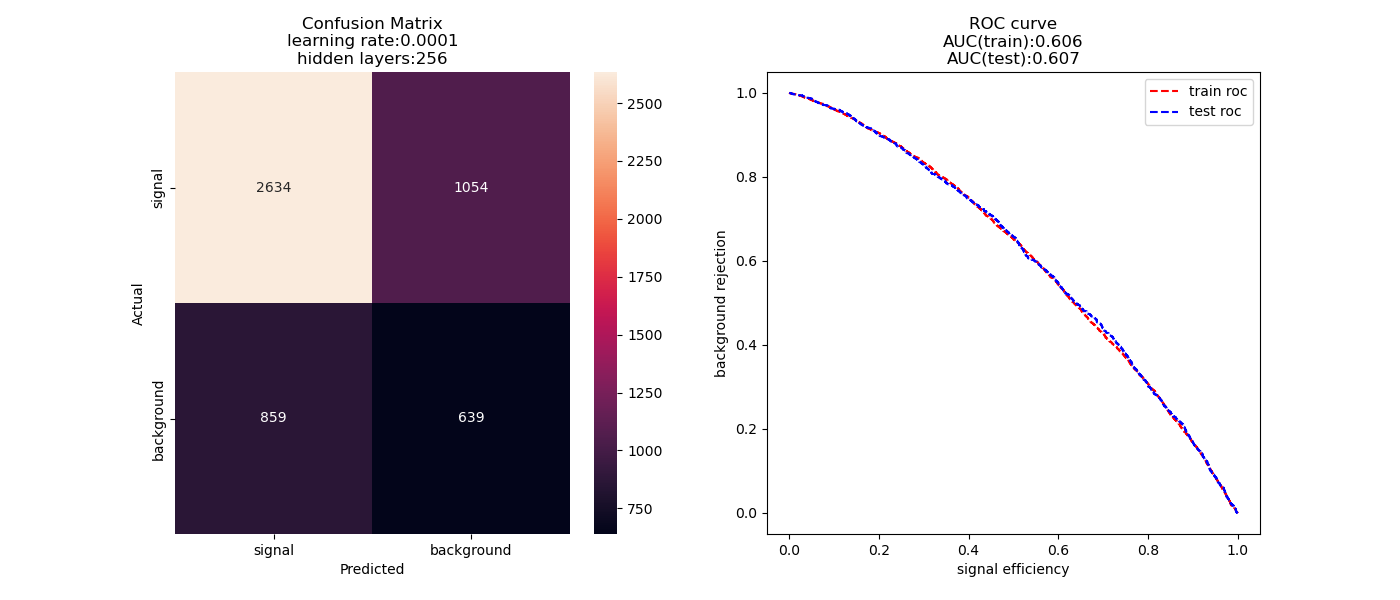 Confusion Matrix
learning rate:0.0001
hidden layers:256
signal
background
Actual
2634
1054
859
639
signal
background
Predicted
2500
2250
2000
1750
1500
1250
1000
750
ROC curve
AUC(train):0.606
AUC(test):0.607
train roc
test roc
background rejection
1.0
0.8
0.6
0.4
0.2
0.0
0.0
0.2
0.4
0.6
0.8
1.0
signal efficiency